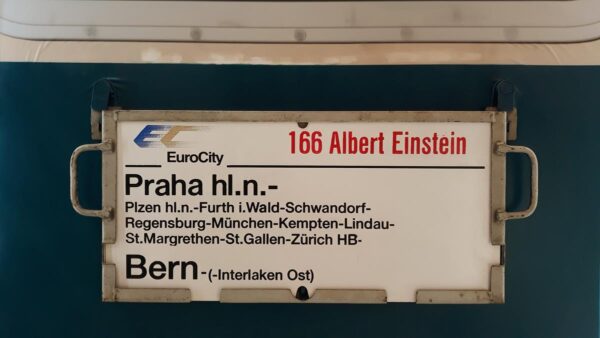 EC
EuroCity
166 Albert Einstein
Praha hl.n.-
Plzen hl.n.-Furth i.Wald-Schwandorf-
Regensburg-München-Kempten-Lindau-
St.Margrethen-St.Gallen-Zürich HB-
Bern-(-Interlaken Ost)